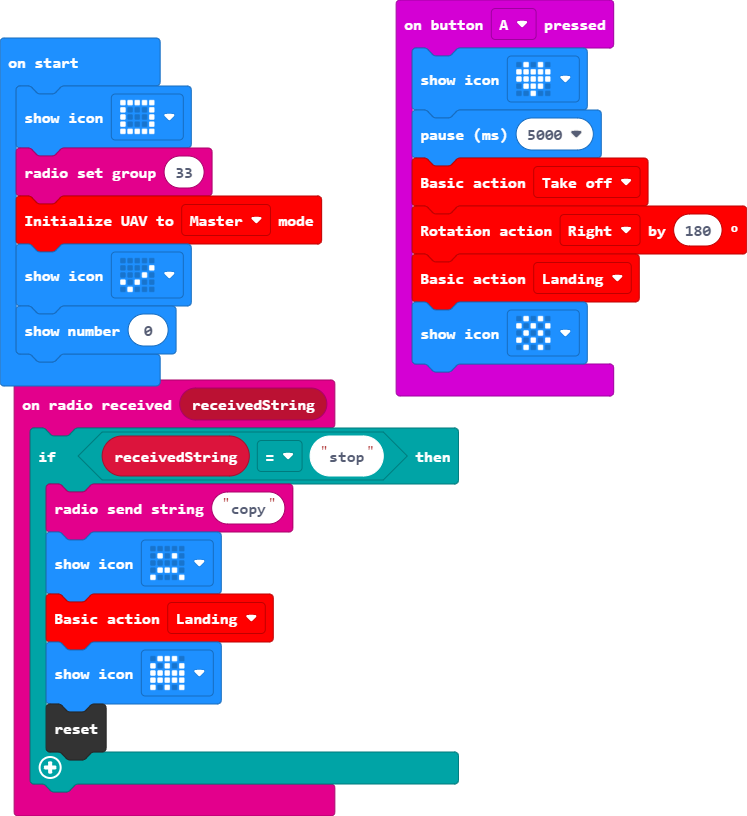 on start
show icon
radio set group 33
Initialize UAV to Master mode
show icon
show number 0
on button A pressed
show icon
pause (ms) 5000
Basic action Take off
Rotation action Right by 180 º
Basic action Landing
show icon
on radio received receivedString
if receivedString = "stop" then
radio send string "copy"
show icon
Basic action Landing
show icon
reset